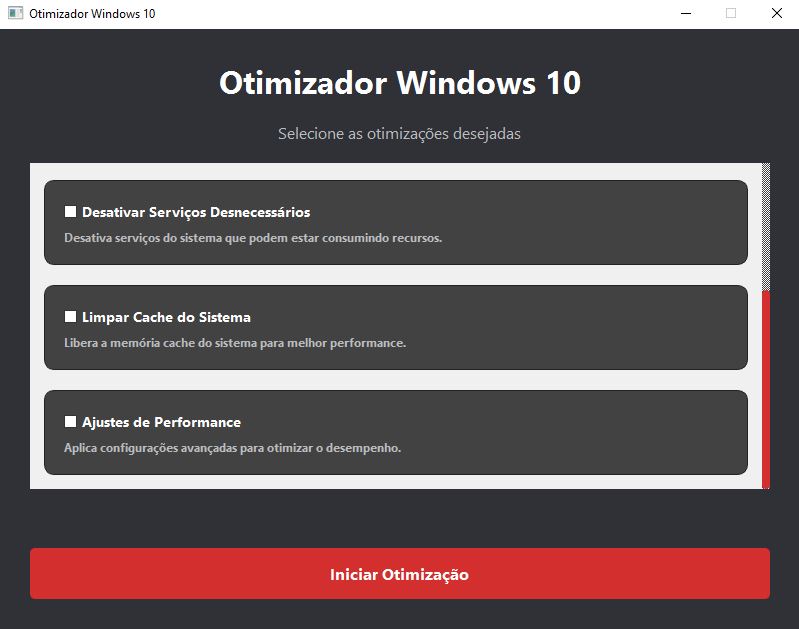 Otimizador Windows 10
Otimizador Windows 10
Selecione as otimizações desejadas
Desativar Serviços Desnecessários
Desativa serviços do sistema que podem estar consumindo recursos.
Limpar Cache do Sistema
Libera a memória cache do sistema para melhor performance.
Ajustes de Performance
Aplica configurações avançadas para otimizar o desempenho.
Iniciar Otimização